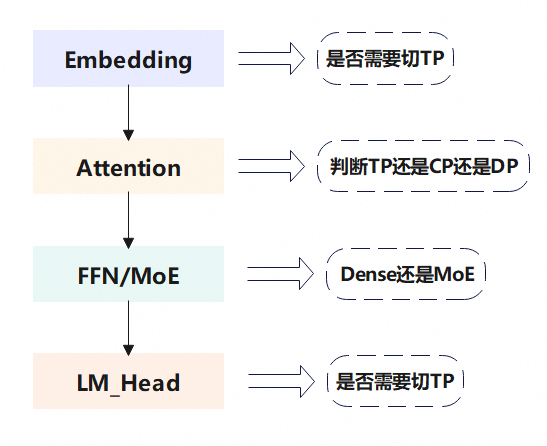 Embedding
是否需要切TP
Attention
判断TP还是CP还是DP
FFN/MoE
Dense还是MoE
LM_Head
是否需要切TP